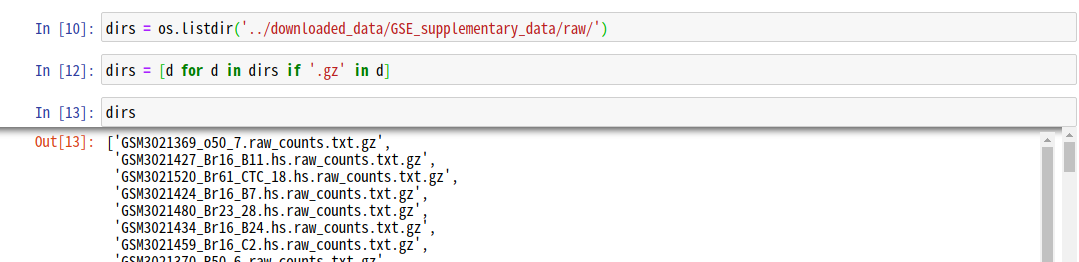 In [10]: dirs = os.listdir('../downloaded_data/GSE_supplementary_data/raw/')
In [12]: dirs = [d for d in dirs if '.gz' in d]
In [13]: dirs
Out[13]: ['GSM3021369_o50_7.raw_counts.txt.gz',
'GSM3021427_Br16_B11.hs.raw_counts.txt.gz',
'GSM3021520_Br61_CTC_18.hs.raw_counts.txt.gz',
'GSM3021424_Br16_B7.hs.raw_counts.txt.gz',
'GSM3021480_Br23_28.hs.raw_counts.txt.gz',
'GSM3021434_Br16_B24.hs.raw_counts.txt.gz',
'GSM3021459_Br16_C2.hs.raw_counts.txt.gz',